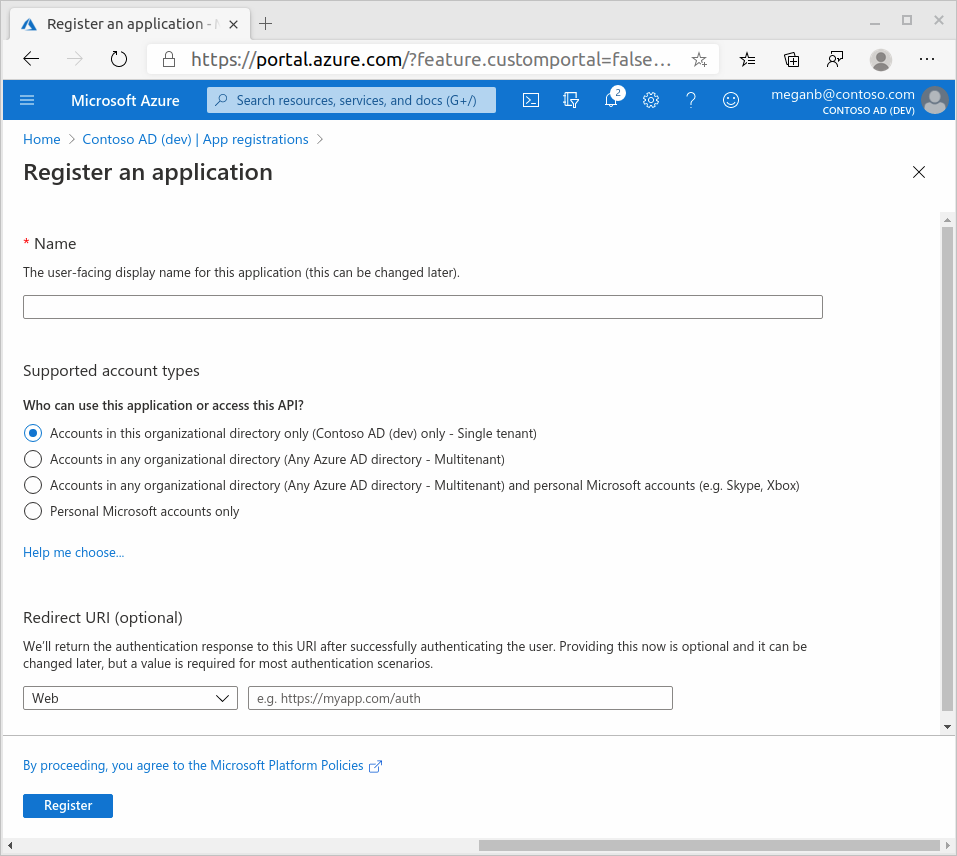 Register an application -
https://portal.azure.com/?feature.customportal=false...
Microsoft Azure
Search resources, services, and docs (G+/)
2
meganb@contoso.com
CONTOSO AD (DEV)
Home > Contoso AD (dev) | App registrations >
Register an application
* Name
The user-facing display name for this application (this can be changed later).
Supported account types
Who can use this application or access this API?
Accounts in this organizational directory only (Contoso AD (dev) only - Single tenant)
Accounts in any organizational directory (Any Azure AD directory - Multitenant)
Accounts in any organizational directory (Any Azure AD directory - Multitenant) and personal Microsoft accounts (e.g. Skype, Xbox)
Personal Microsoft accounts only
Help me choose...
Redirect URI (optional)
We'll return the authentication response to this URI after successfully authenticating the user. Providing this now is optional and it can be
changed later, but a value is required for most authentication scenarios.
Web
e.g. https://myapp.com/auth
By proceeding, you agree to the Microsoft Platform Policies
Register